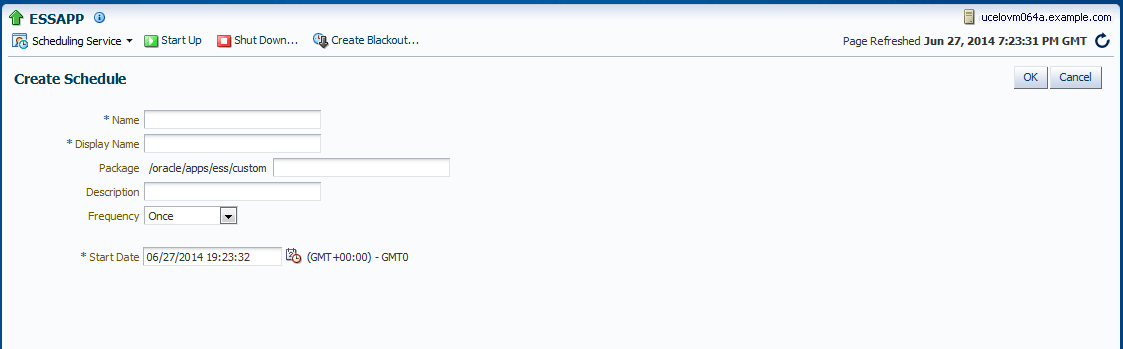 ESSAPP ucelovm064a.example.com
Scheduling Service Start Up Shut Down... Create Blackout... Page Refreshed Jun 27, 2014 7:23:31 PM GMT
Create Schedule OK Cancel
* Name
* Display Name
Package /oracle/apps/ess/custom
Description
Frequency Once
* Start Date 06/27/2014 19:23:32 (GMT+00:00) - GMT0